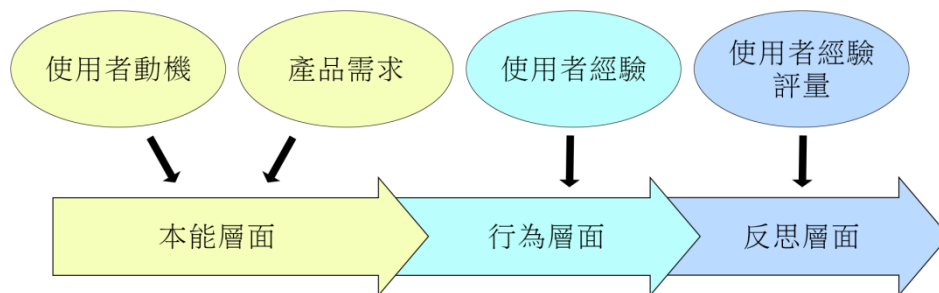 使用者動機
產品需求
使用者經驗
使用者經驗
評量
本能層面
行為層面
反思層面